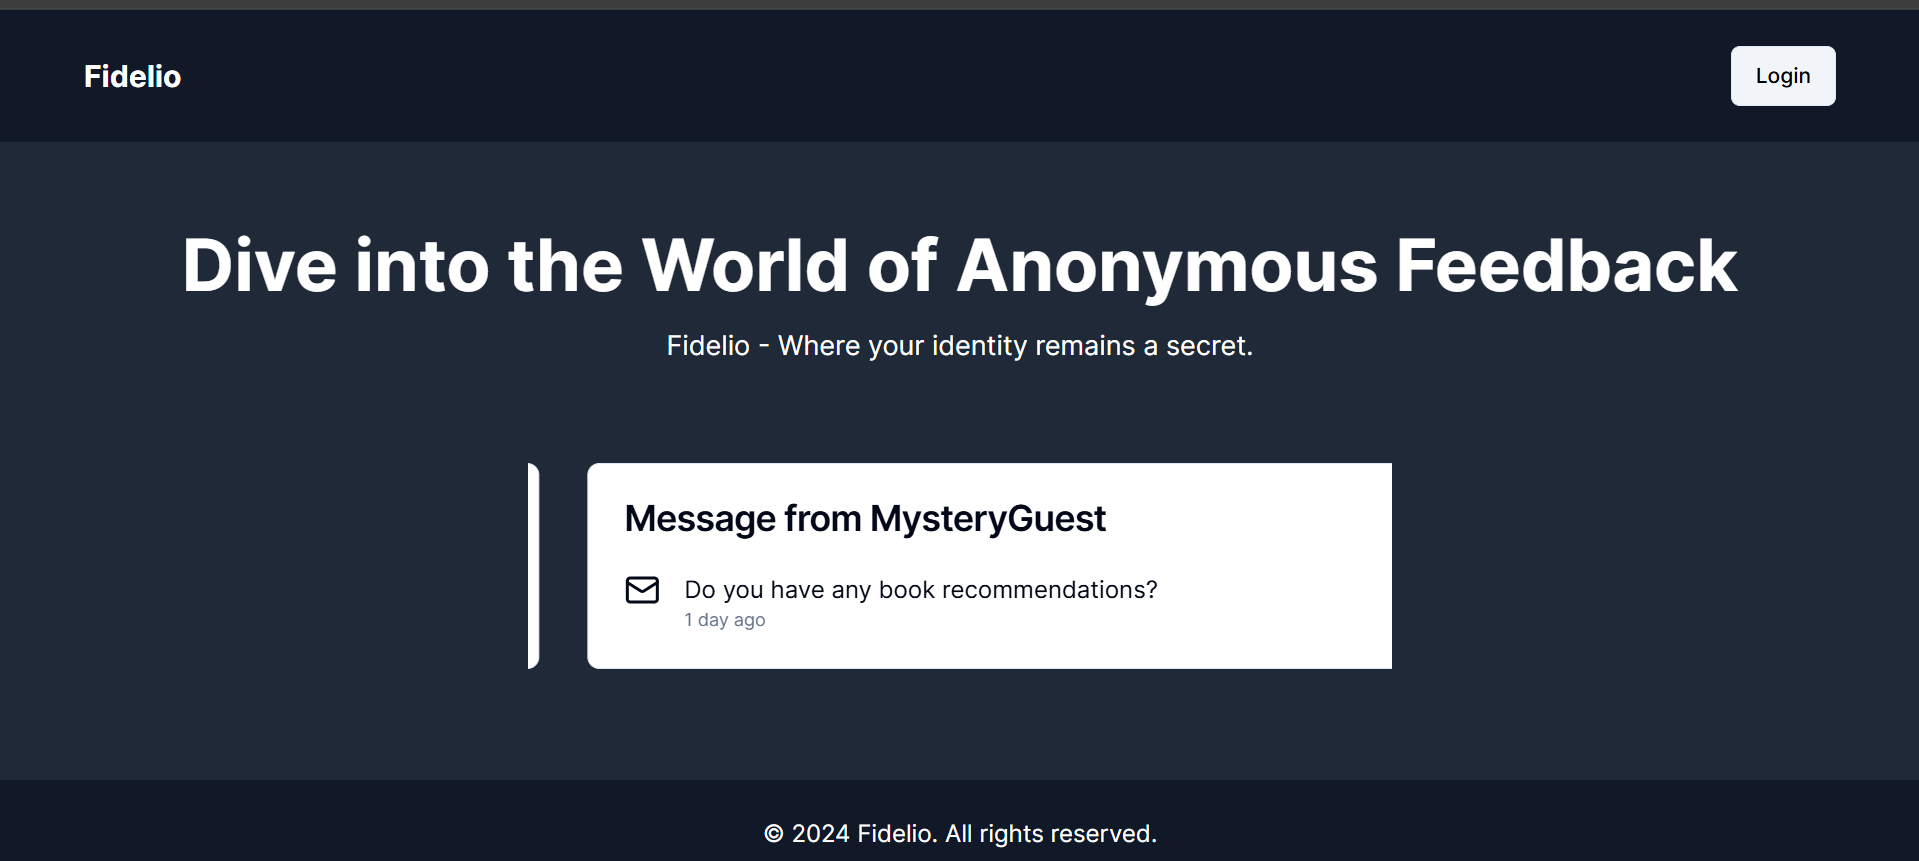 Fidelio
Login
Dive into the World of Anonymous Feedback
Fidelio - Where your identity remains a secret.
Message from MysteryGuest
Do you have any book recommendations?
1 day ago
© 2024 Fidelio. All rights reserved.